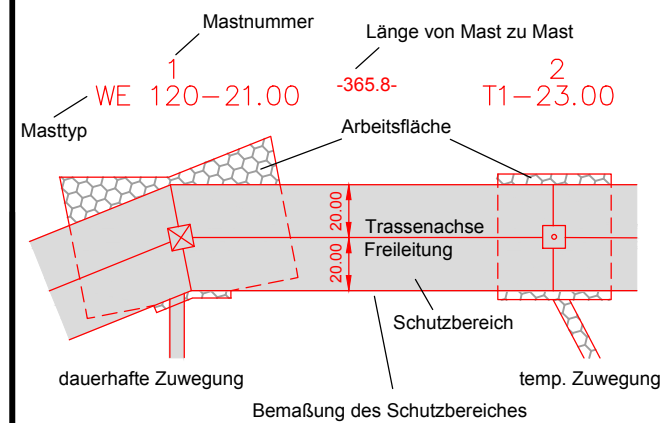 Mastnummer
Länge von Mast zu Mast
1
2
WE 120-21.00
-365.8-
T1-23.00
Masttyp
Arbeitsfläche
20.00
Trassenachse
Freileitung
20.00
Schutzbereich
dauerhafte Zuwegung
temp. Zuwegung
Bemaßung des Schutzbereiches